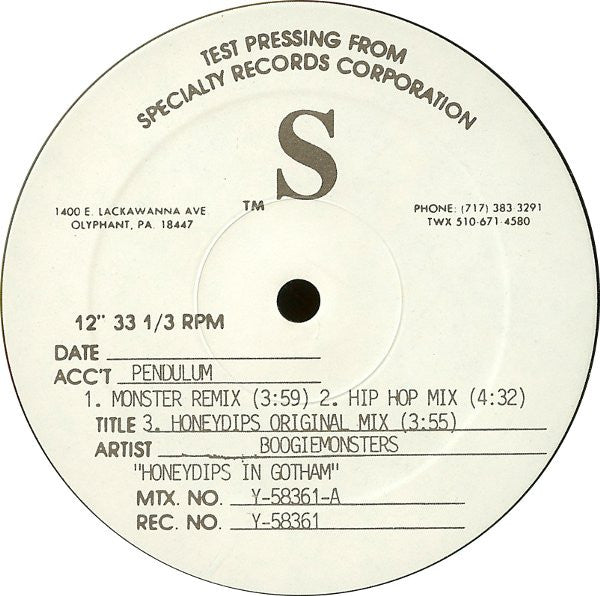 TEST PRESSING FROM
SPECIALTY RECORDS CORPORATION
S
TM
1400 E. LACKAWANNA AVE
OLYPHANT, PA. 18447
PHONE: (717) 383-3291
TWX 510-671-4580
12" 33 1/3 RPM
DATE
ACC'T PENDULUM
1. MONSTER REMIX (3:59) 2. HIP HOP MIX (4:32)
TITLE 3. HONEYDIPS ORIGINAL MIX (3:55)
ARTIST BOOGIEMONSTERS
"HONEYDIPS IN GOTHAM"
MTX. NO. Y-58361-A
REC. NO. Y-58361